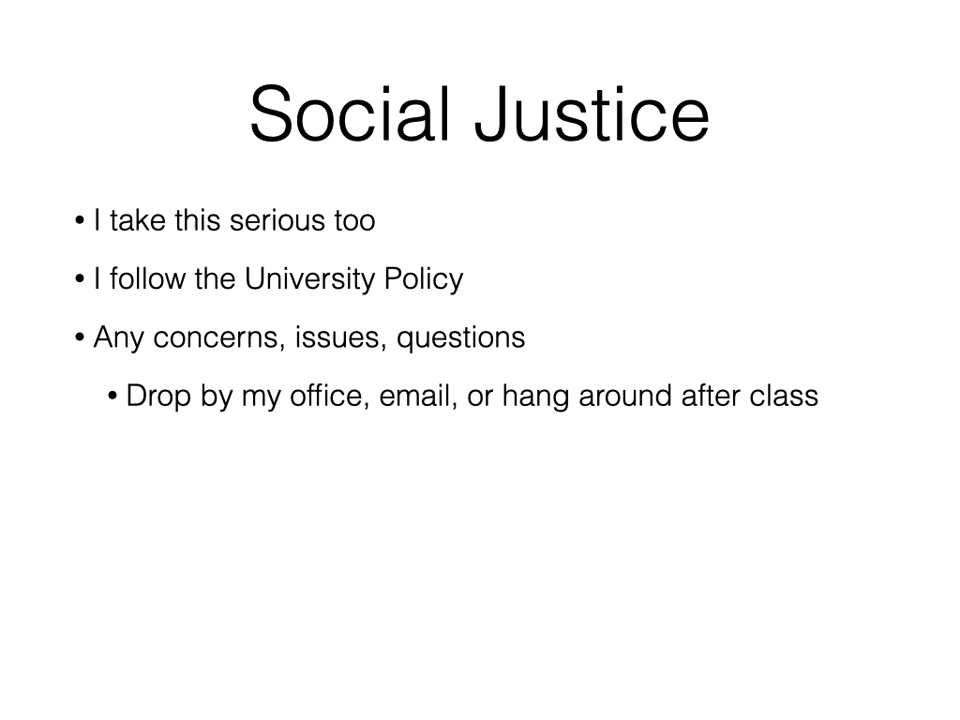 Social Justice
• I take this serious too
• I follow the University Policy
• Any concerns, issues, questions
• Drop by my office, email, or hang around after class